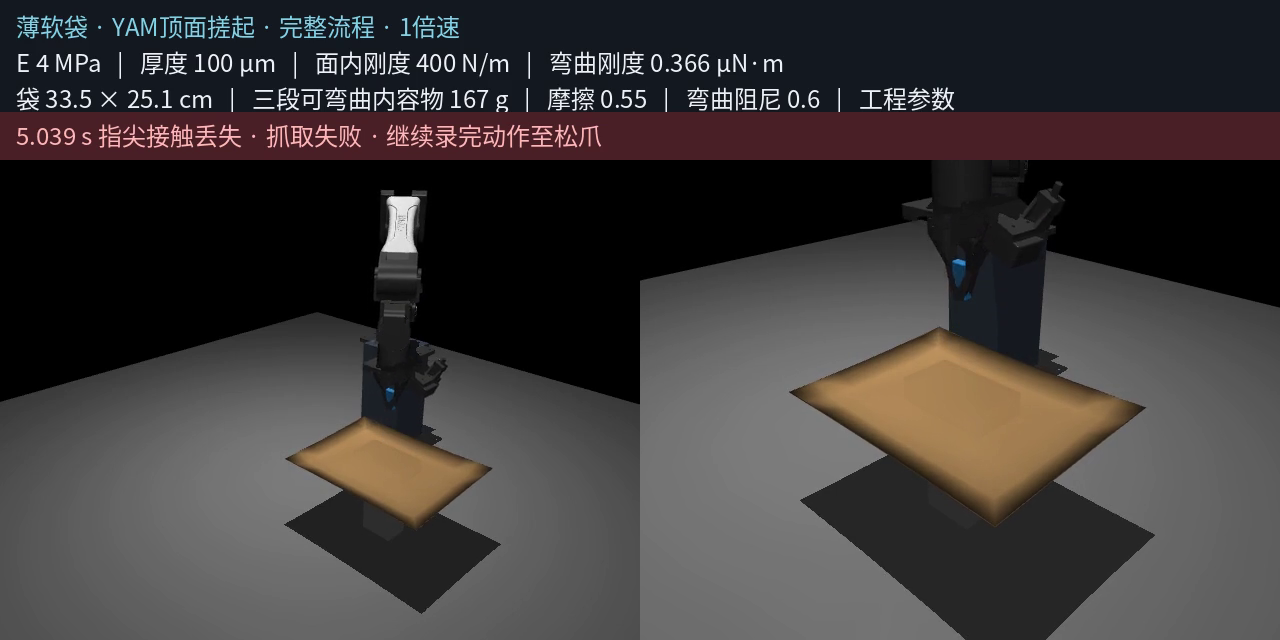 薄软袋 · YAM顶面搓起 · 完整流程 · 1倍速
E 4 MPa ｜ 厚度 100 µm ｜ 面内刚度 400 N/m ｜ 弯曲刚度 0.366 µN·m
袋 33.5 × 25.1 cm ｜ 三段可弯曲内容物 167 g ｜ 摩擦 0.55 ｜ 弯曲阻尼 0.6 ｜ 工程参数
5.039 s 指尖接触丢失 · 抓取失败 · 继续录完动作至松爪